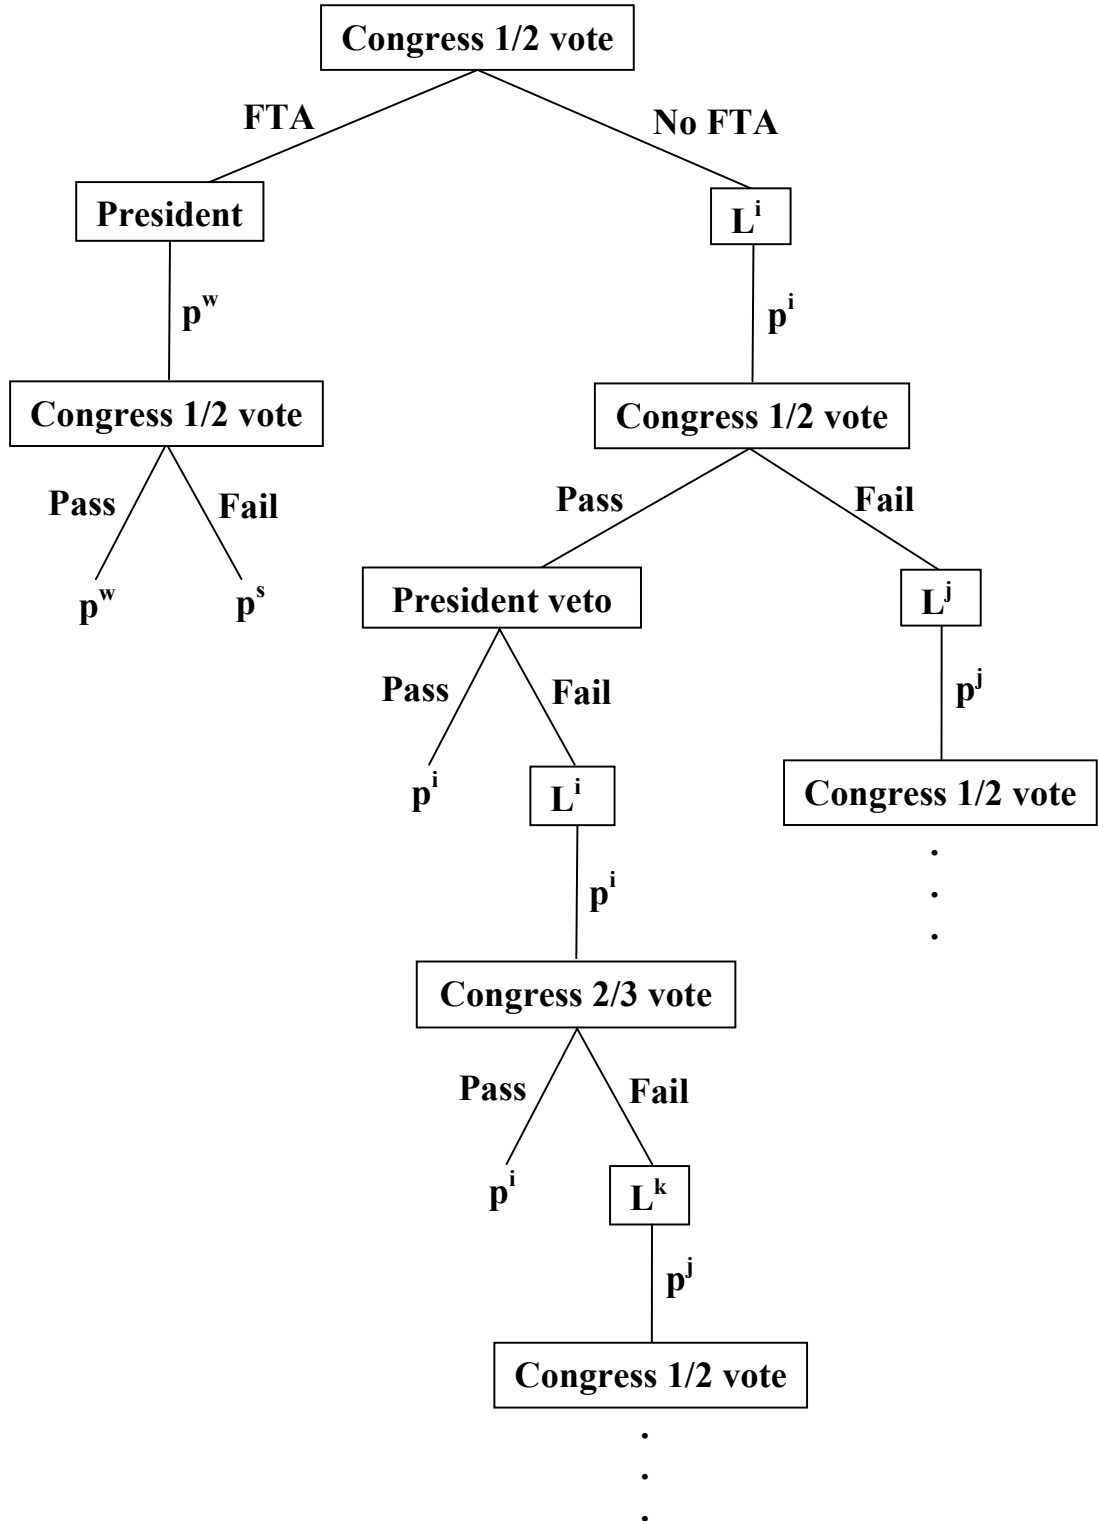 Congress 1/2 vote
FTA
No FTA
President
L^i
p^w
p^i
Congress 1/2 vote
Congress 1/2 vote
Pass
Fail
Pass
Fail
p^w
p^s
President veto
L^j
Pass
Fail
p^j
p^i
L^i
Congress 1/2 vote
p^i
Congress 2/3 vote
Pass
Fail
p^i
L^k
p^j
Congress 1/2 vote